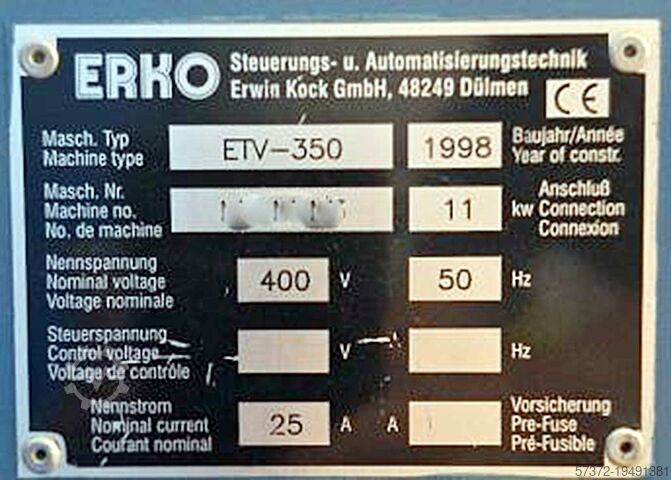 ERKO
Steuerungs- u. Automatisierungstechnik
Erwin Kock GmbH, 48249 Dülmen
CE
Masch. Typ
Machine type
ETV-350
1998
Baujahr/Année
Year of constr.
Masch. Nr.
Machine no.
No. de machine
11
Anschluß
kw Connection
Connexion
Nennspannung
Nominal voltage
Voltage nominale
400 V
50 Hz
Steuerspannung
Control voltage
Voltage de contrôle
V
Hz
Nennstrom
Nominal current
Courant nominal
25 A
A
Vorsicherung
Pre-Fuse
Pré-Fusible
57372-19491381